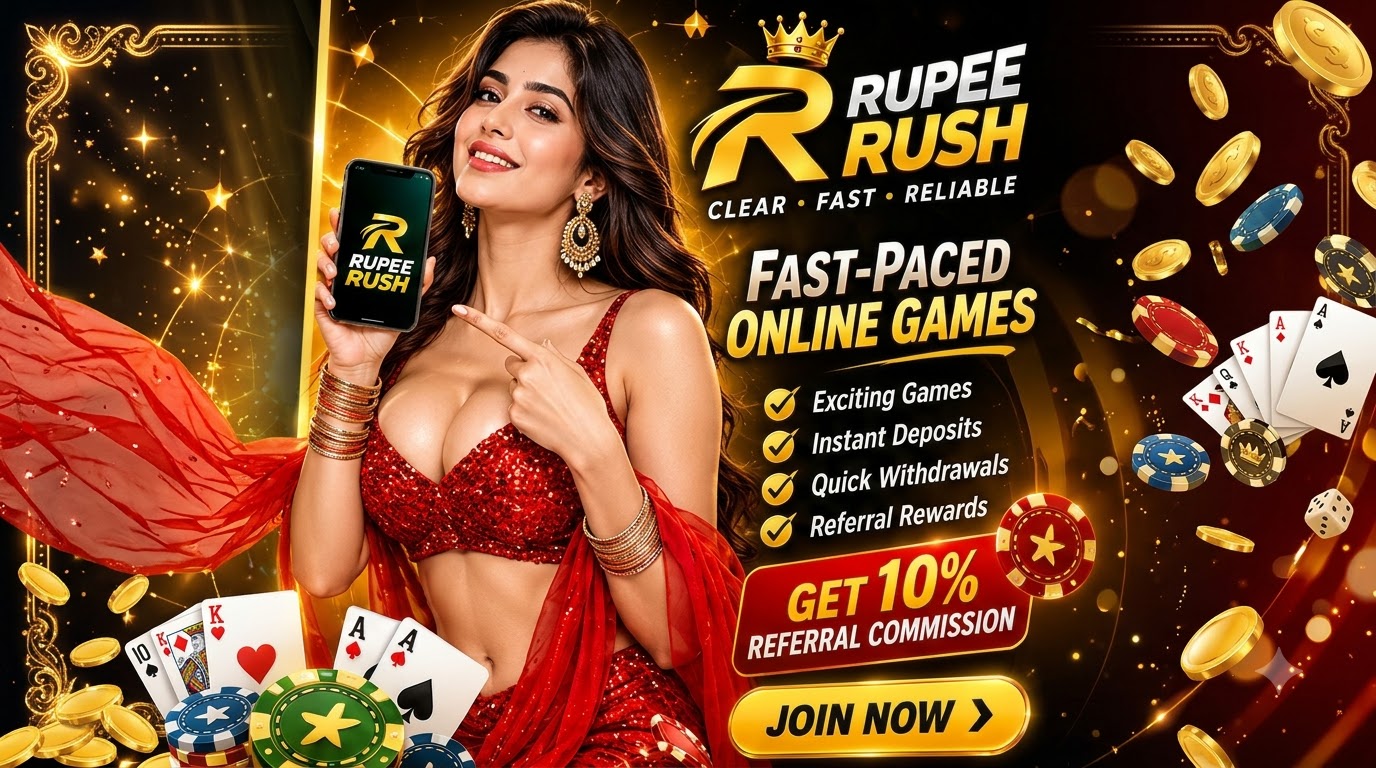 R RUPEE
RUSH
CLEAR • FAST • RELIABLE
R
RUPEE
RUSH
FAST-PACED
ONLINE GAMES
Exciting Games
Instant Deposits
Quick Withdrawals
Referral Rewards
GET 10%
REFERRAL COMMISSION
JOIN NOW ❯
10
K
K
A
A
K
Q
K
A
A
A